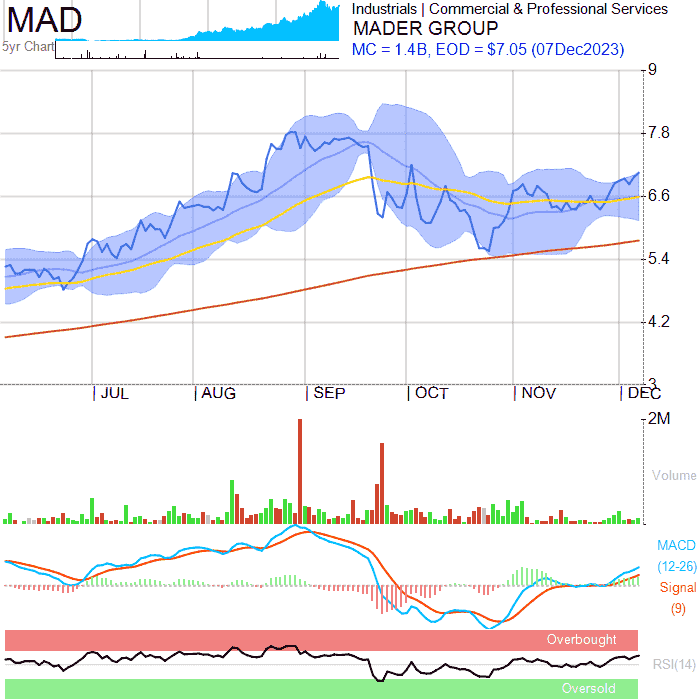 MAD
5yr Chart
Industrials | Commercial & Professional Services
MADER GROUP
MC = 1.4B, EOD = $7.05 (07Dec2023)
9
7.8
6.6
5.4
4.2
3
JUL AUG SEP OCT NOV DEC
2M
Volume
MACD
(12-26)
Signal
(9)
Overbought
RSI(14)
Oversold